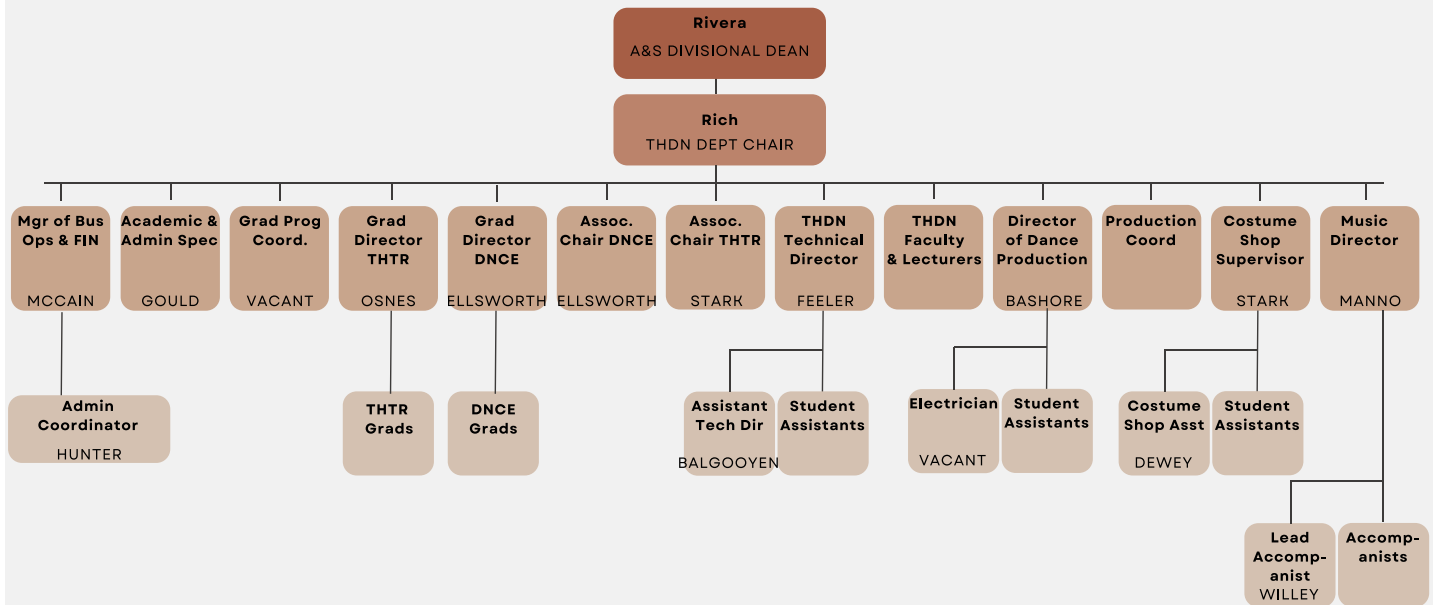 Rivera
A&S DIVISIONAL DEAN
Rich
THDN DEPT CHAIR
Mgr of Bus
Ops & FIN
MCCAIN
Academic &
Admin Spec
GOULD
Grad Prog
Coord.
VACANT
Grad
Director
THTR
OSNES
Grad
Director
DNCE
ELLSWORTH
Assoc.
Chair DNCE
ELLSWORTH
Assoc.
Chair THTR
STARK
THDN
Technical
Director
FEELER
THDN
Faculty
& Lecturers
Director
of Dance
Production
BASHORE
Production
Coord
Costume
Shop
Supervisor
STARK
Music
Director
MANNO
Admin
Coordinator
HUNTER
THTR
Grads
DNCE
Grads
Assistant
Tech Dir
BALGOOYEN
Student
Assistants
Electrician
VACANT
Student
Assistants
Costume
Shop Asst
DEWEY
Student
Assistants
Lead
Accomp-
anist
WILLEY
Accomp-
anists